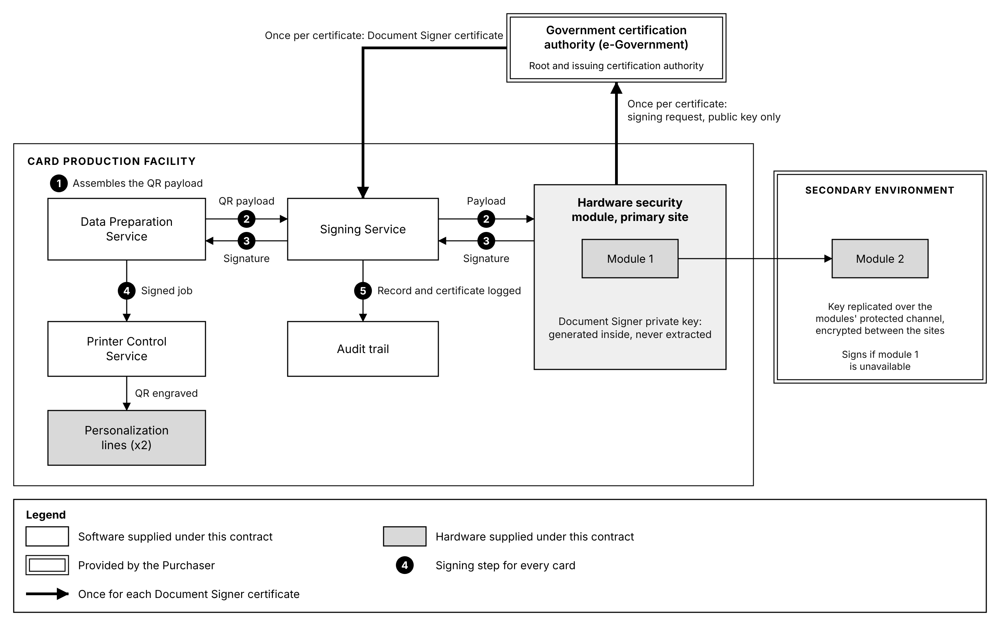 Once per certificate: Document Signer certificate
Government certification
authority (e-Government)
Root and issuing certification authority
Once per certificate:
signing request, public key only
CARD PRODUCTION FACILITY
1 Assembles the QR payload
Data Preparation
Service
QR payload
2
3
Signature
Signing Service
Payload
2
3
Signature
Hardware security
module, primary site
Module 1
Document Signer private key:
generated inside, never extracted
SECONDARY ENVIRONMENT
Module 2
Key replicated over the
modules' protected channel,
encrypted between the sites
Signs if module 1
is unavailable
4 Signed job
5 Record and certificate logged
Printer Control
Service
Audit trail
QR engraved
Personalization
lines (x2)
Legend
Software supplied under this contract
Hardware supplied under this contract
Provided by the Purchaser
4 Signing step for every card
Once for each Document Signer certificate